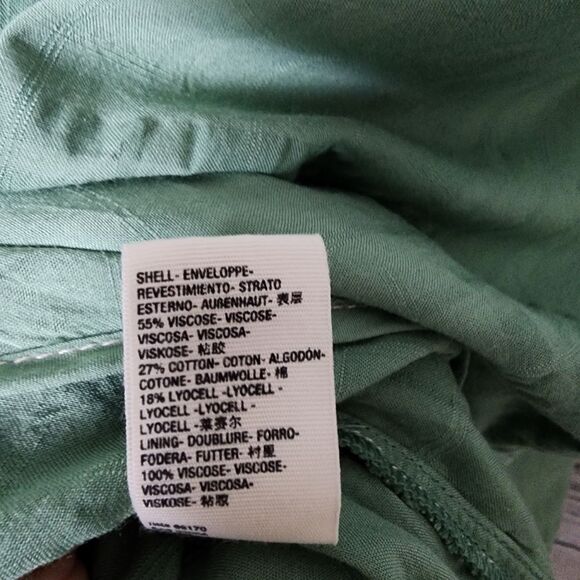 SHELL- ENVELOPPE-
REVESTIMIENTO- STRATO
ESTERNO- AUßENHAUT- 表层
55% VISCOSE- VISCOSE-
VISCOSA- VISCOSA-
VISKOSE- 粘胶
27% COTTON- COTON- ALGODÓN-
COTONE- BAUMWOLLE- 棉
18% LYOCELL -LYOCELL-
LYOCELL -LYOCELL -
LYOCELL -莱赛尔
LINING- DOUBLURE- FORRO-
FODERA- FUTTER- 衬里
100% VISCOSE- VISCOSE-
VISCOSA- VISCOSA-
VISKOSE- 粘胶